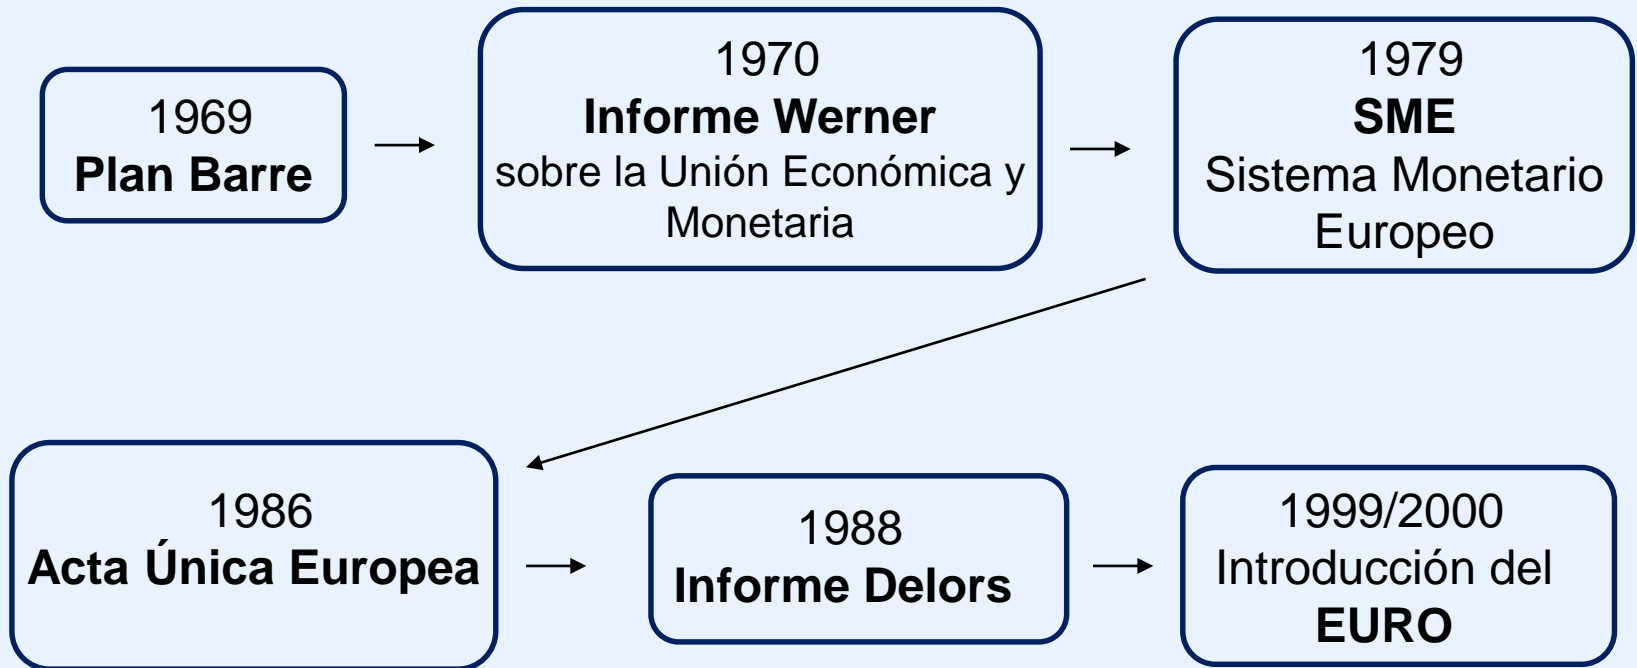 1969
Plan Barre
1970
Informe Werner
sobre la Unión Económica y
Monetaria
1979
SME
Sistema Monetario
Europeo
1986
Acta Única Europea
1988
Informe Delors
1999/2000
Introducción del
EURO